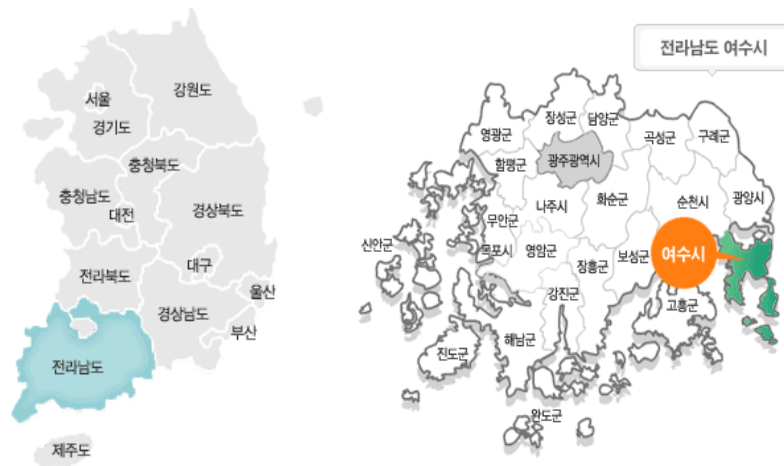 전라남도 여수시
강원도
서울
경기도
충청북도
충청남도
대전
경상북도
전라북도
대구
울산
경상남도
부산
전라남도
제주도
장성군
담양군
영광군
곡성군
구례군
함평군
광주광역시
나주시
화순군
순천시
광양시
무안군
신안군
목포시
영암군
장흥군
보성군
여수시
강진군
고흥군
해남군
진도군
완도군